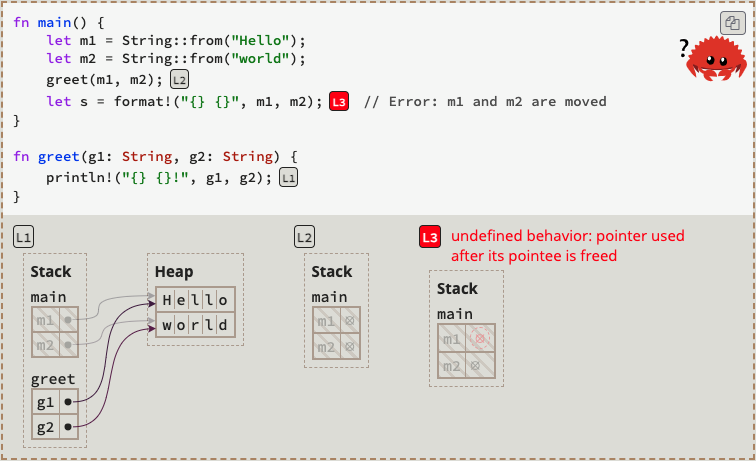 fn main() {
    let m1 = String::from("Hello");
    let m2 = String::from("world");
    greet(m1, m2); L2
    let s = format!("{} {}", m1, m2); L3 // Error: m1 and m2 are moved
}
fn greet(g1: String, g2: String) {
    println!("{} {}!", g1, g2); L1
}
?
L1
Stack
main
m1
m2
greet
g1
g2
Heap
Hello
world
L2
Stack
main
m1
m2
L3 undefined behavior: pointer used
after its pointee is freed
Stack
main
m1
m2